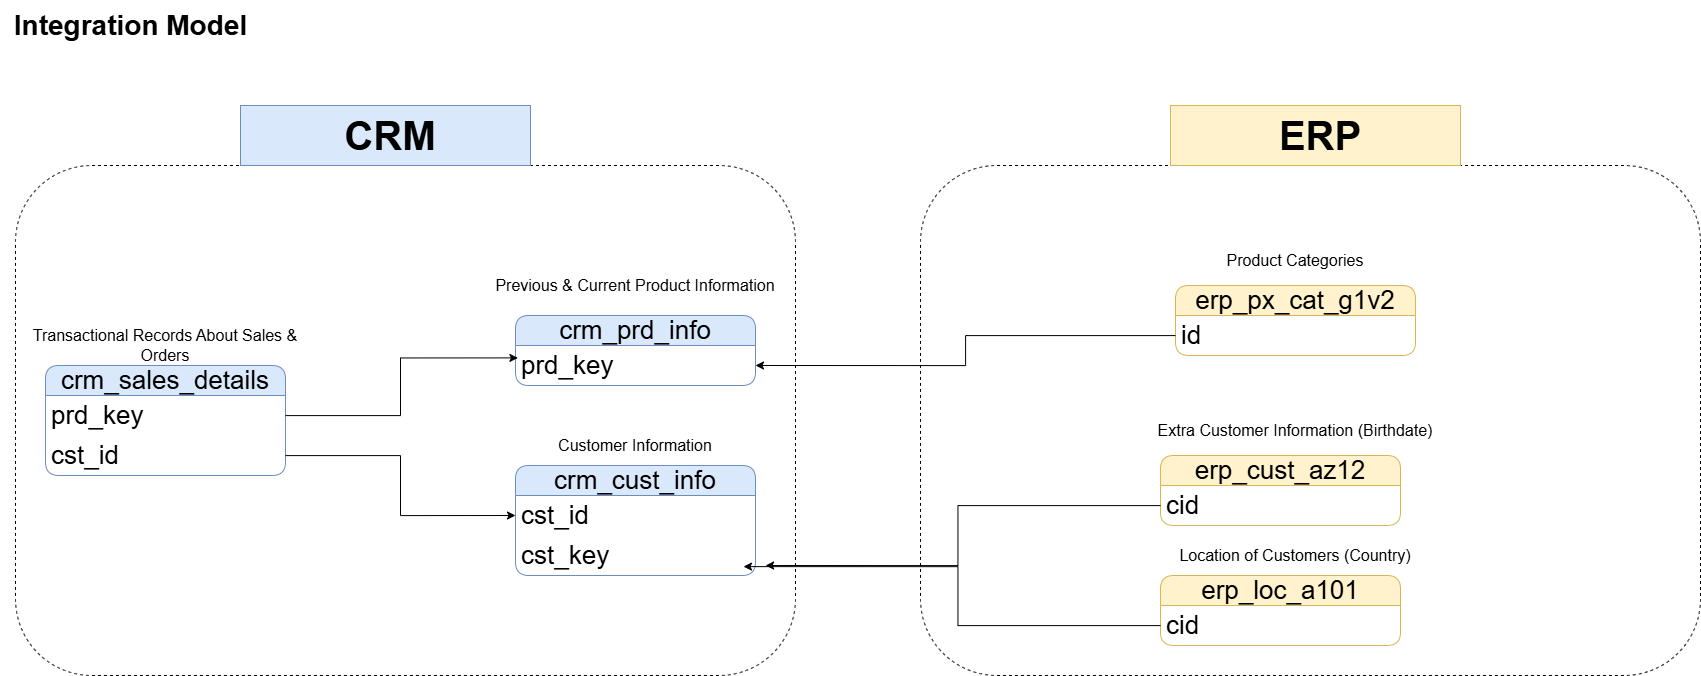 Integration Model
CRM
ERP
Transactional Records About Sales &
Orders
crm_sales_details
prd_key
cst_id
Previous & Current Product Information
crm_prd_info
prd_key
Customer Information
crm_cust_info
cst_id
cst_key
Product Categories
erp_px_cat_g1v2
id
Extra Customer Information (Birthdate)
erp_cust_az12
cid
Location of Customers (Country)
erp_loc_a101
cid